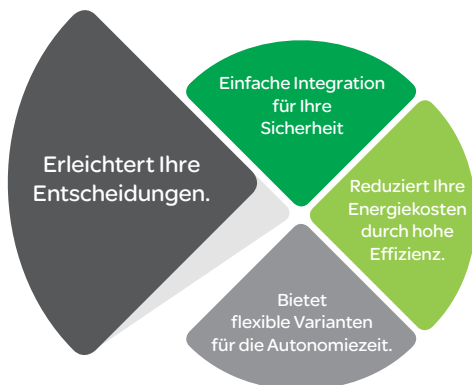 Erleichtert Ihre
Entscheidungen.
Einfache Integration
für Ihre
Sicherheit
Reduziert Ihre
Energiekosten
durch hohe
Effizienz.
Bietet
flexible Varianten
für die Autonomiezeit.